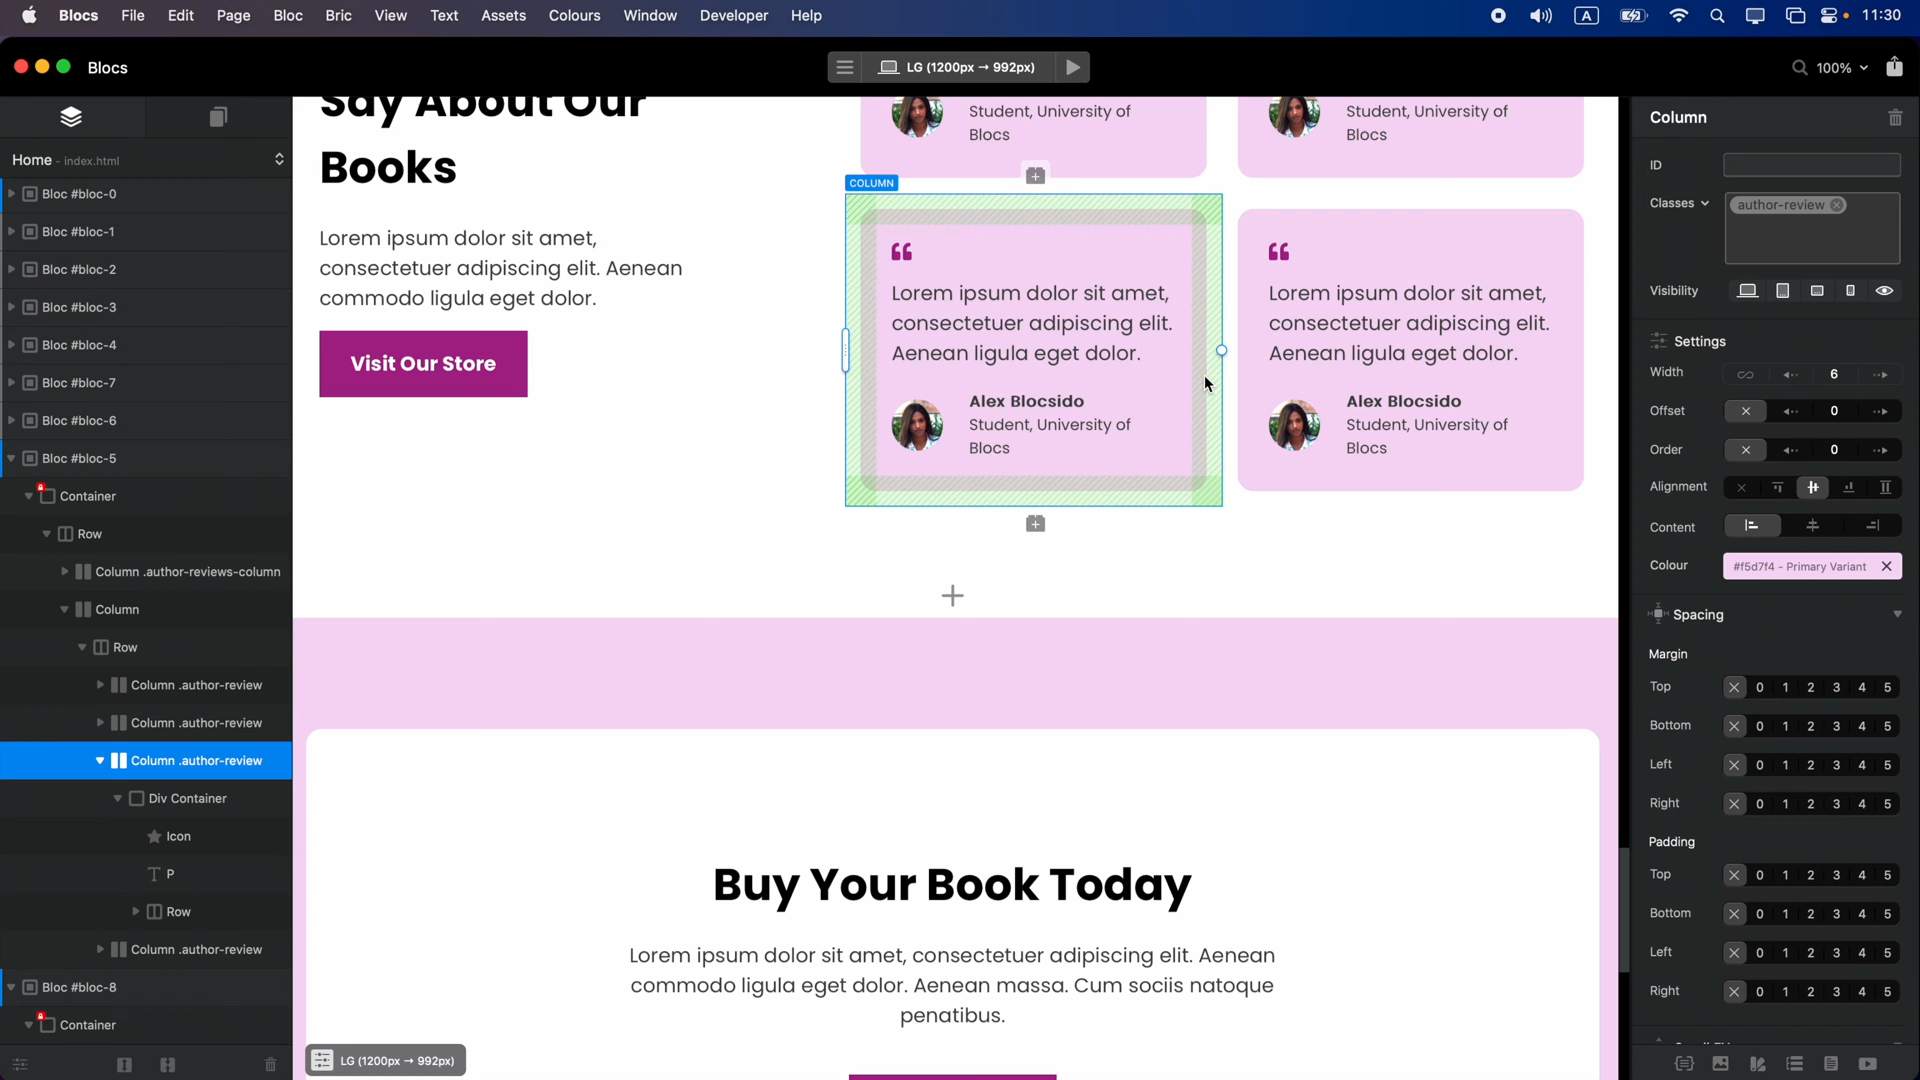 Blocs File Edit Page Bloc Bric View Text Assets Colours Window Developer Help A 11:30
Blocs LG (1200px → 992px) 100%
Home - index.html
Bloc #bloc-0
Bloc #bloc-1
Bloc #bloc-2
Bloc #bloc-3
Bloc #bloc-4
Bloc #bloc-7
Bloc #bloc-6
Bloc #bloc-5
Container
Row
Column .author-reviews-column
Column
Row
Column .author-review
Column .author-review
Column .author-review
Div Container
Icon
P
Row
Column .author-review
Bloc #bloc-8
Container
Say About Our
Books
Lorem ipsum dolor sit amet,
consectetuer adipiscing elit. Aenean
commodo ligula eget dolor.
Visit Our Store
Student, University of
Blocs
Student, University of
Blocs
COLUMN
Lorem ipsum dolor sit amet,
consectetuer adipiscing elit.
Aenean ligula eget dolor.
Alex Blocsido
Student, University of
Blocs
Lorem ipsum dolor sit amet,
consectetuer adipiscing elit.
Aenean ligula eget dolor.
Alex Blocsido
Student, University of
Blocs
Buy Your Book Today
Lorem ipsum dolor sit amet, consectetuer adipiscing elit. Aenean
commodo ligula eget dolor. Aenean massa. Cum sociis natoque
penatibus.
LG (1200px → 992px)
Column
ID
Classes author-review
Visibility
Settings
Width 6
Offset 0
Order 0
Alignment
Content
Colour #f5d7f4 - Primary Variant
Spacing
Margin
Top 0 1 2 3 4 5
Bottom 0 1 2 3 4 5
Left 0 1 2 3 4 5
Right 0 1 2 3 4 5
Padding
Top 0 1 2 3 4 5
Bottom 0 1 2 3 4 5
Left 0 1 2 3 4 5
Right 0 1 2 3 4 5